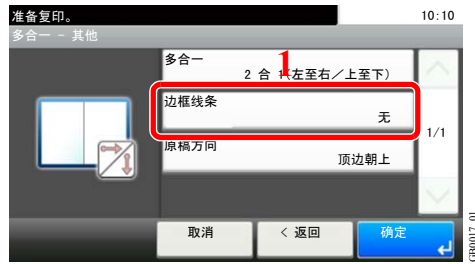 准备复印。 10:10
多合一 - 其他
多合一
2 合 1(左至右／上至下)
1
边框线条
无
1/1
原稿方向
顶边朝上
取消 < 返回 确定
GB0017_01